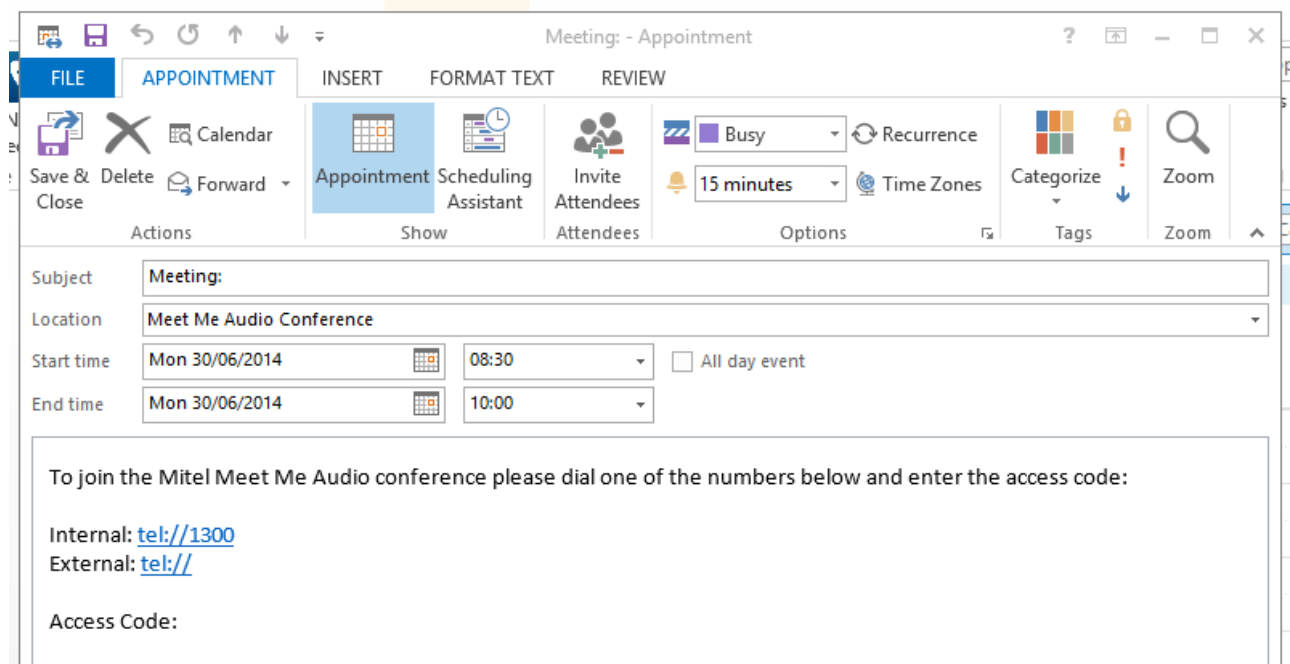 Meeting: - Appointment
?
FILE APPOINTMENT INSERT FORMAT TEXT REVIEW
Save & Close
Delete
Calendar
Forward
Actions
Appointment
Scheduling Assistant
Show
Invite Attendees
Attendees
Busy
Recurrence
15 minutes
Time Zones
Options
Categorize
!
Tags
Zoom
Zoom
Subject Meeting:
Location Meet Me Audio Conference
Start time Mon 30/06/2014 08:30 All day event
End time Mon 30/06/2014 10:00
To join the Mitel Meet Me Audio conference please dial one of the numbers below and enter the access code:
Internal: tel://1300
External: tel://
Access Code: